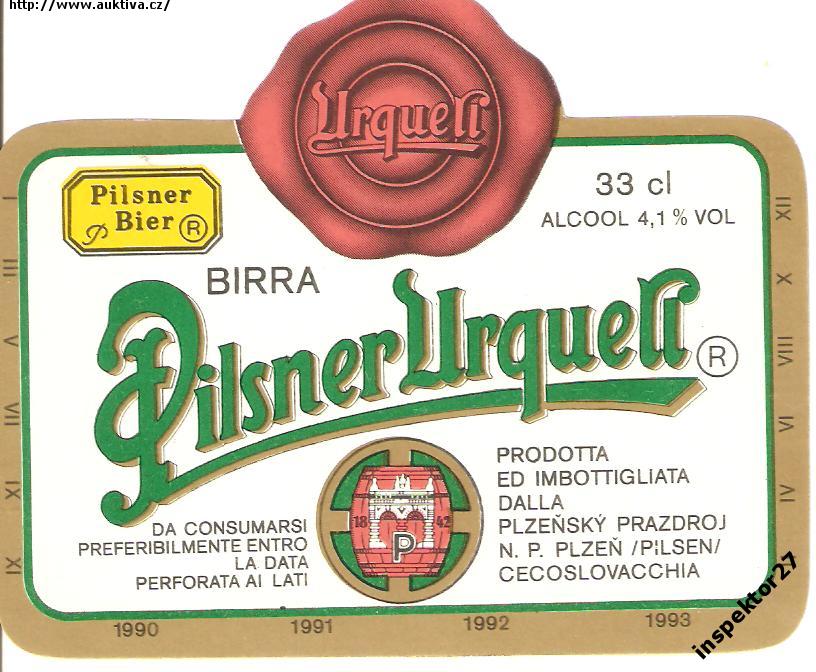 http://www.auktiva.cz/
Urquell
Pilsner
Bier ®
P
33 cl
ALCOOL 4,1 % VOL
BIRRA
Pilsner Urquell ®
DA CONSUMARSI
PREFERIBILMENTE ENTRO
LA DATA
PERFORATA AI LATI
18 42
P
PRODOTTA
ED IMBOTTIGLIATA
DALLA
PLZEŇSKÝ PRAZDROJ
N. P. PLZEŇ /PILSEN/
CECOSLOVACCHIA
I
III
V
VII
IX
XI
XII
X
VIII
VI
IV
1990 1991 1992 1993
inspektor27